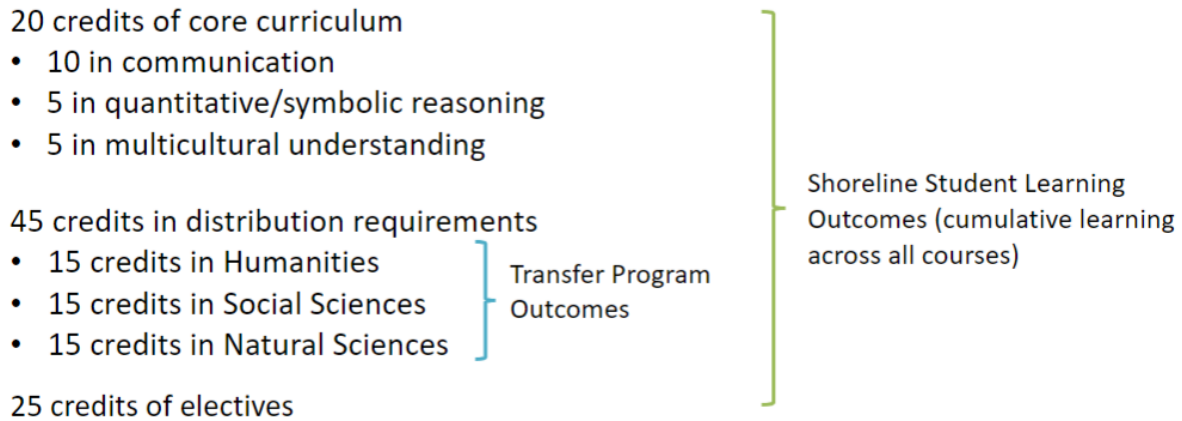 20 credits of core curriculum
• 10 in communication
• 5 in quantitative/symbolic reasoning
• 5 in multicultural understanding
45 credits in distribution requirements
• 15 credits in Humanities
• 15 credits in Social Sciences
• 15 credits in Natural Sciences
25 credits of electives
Transfer Program
Outcomes
Shoreline Student Learning
Outcomes (cumulative learning
across all courses)